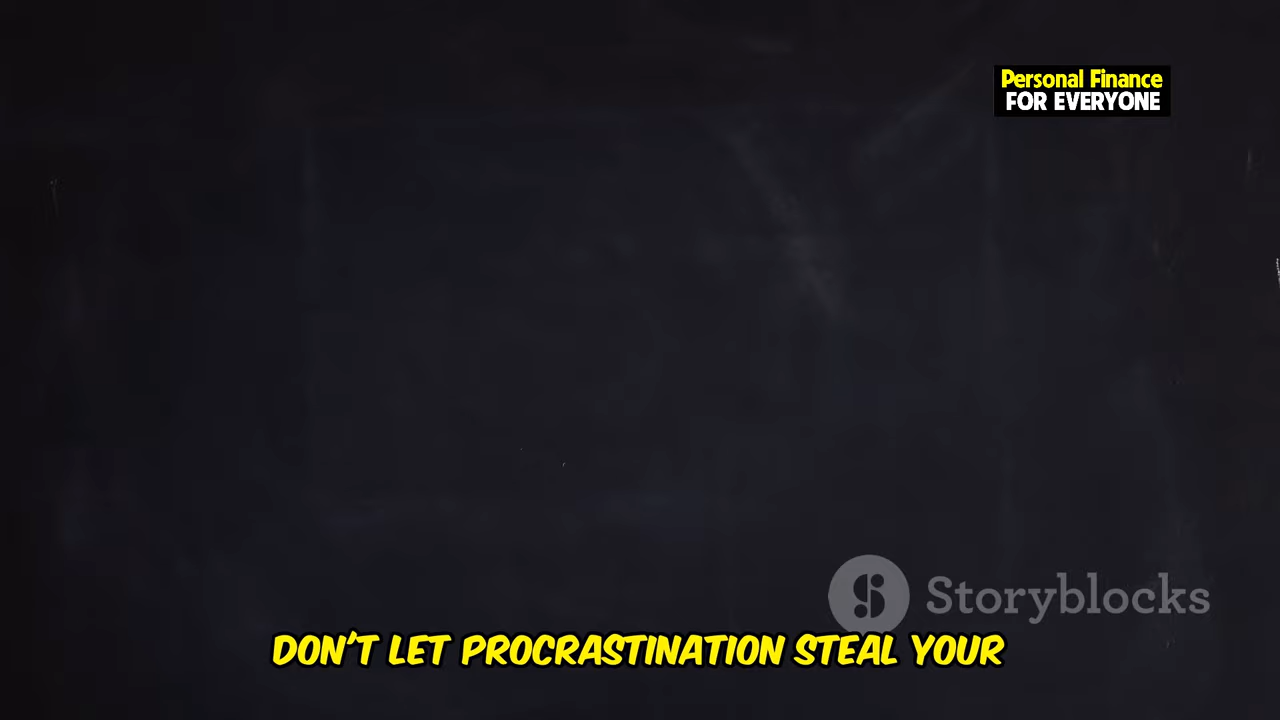 Personal Finance
FOR EVERYONE
Storyblocks
DON'T LET PROCRASTINATION STEAL YOUR